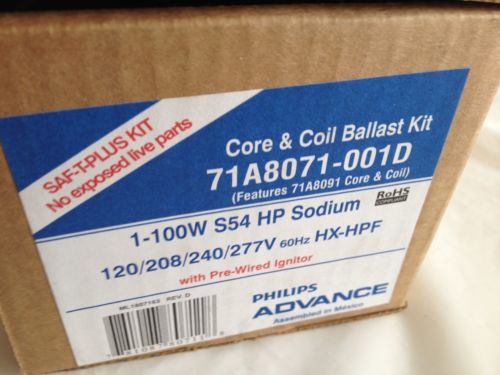 SAF-T-PLUS KIT
No exposed live parts
Core & Coil Ballast Kit
71A8071-001D
(Features 71A8091 Core & Coil)
RoHS
COMPLIANT
1-100W S54 HP Sodium
120/208/240/277V 60Hz HX-HPF
with Pre-Wired Ignitor
REV. D
PHILIPS
ADVANCE
Assembled in México